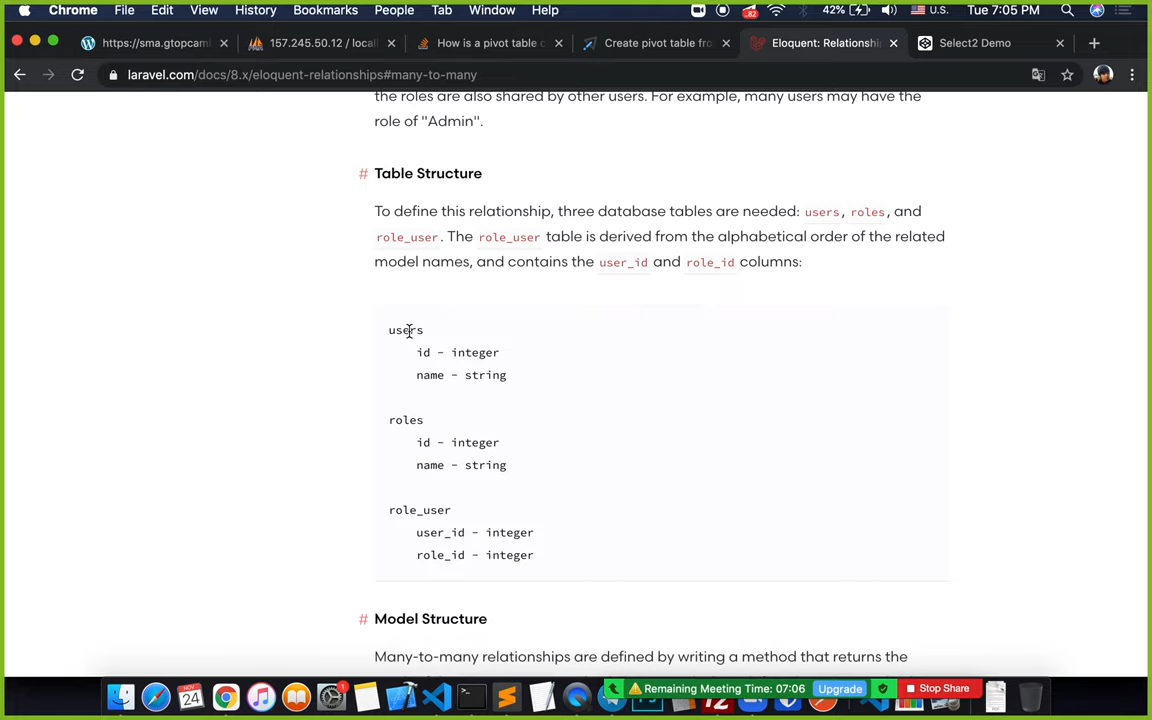 Chrome File Edit View History Bookmarks People Tab Window Help 82 42% U.S. Tue 7:05 PM
https://sma.gtopcaml 157.245.50.12 / local How is a pivot table c Create pivot table fro Eloquent: Relationshi Select2 Demo
laravel.com/docs/8.x/eloquent-relationships#many-to-many
the roles are also shared by other users. For example, many users may have the
role of "Admin".
# Table Structure
To define this relationship, three database tables are needed: users, roles, and
role_user. The role_user table is derived from the alphabetical order of the related
model names, and contains the user_id and role_id columns:
users
id - integer
name - string
roles
id - integer
name - string
role_user
user_id - integer
role_id - integer
# Model Structure
Many-to-many relationships are defined by writing a method that returns the
NOV 24 1 Remaining Meeting Time: 07:06 Upgrade Stop Share